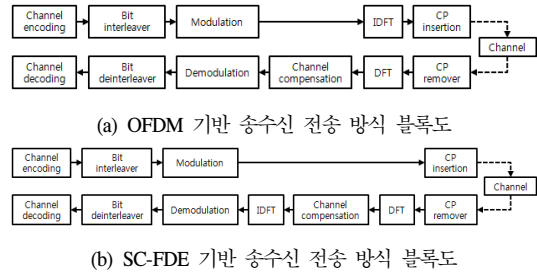 Channel encoding
Bit interleaver
Modulation
IDFT
CP insertion
Channel
Channel decoding
Bit deinterleaver
Demodulation
Channel compensation
DFT
CP remover
(a) OFDM 기반 송수신 전송 방식 블록도
Channel encoding
Bit interleaver
Modulation
CP insertion
Channel
Channel decoding
Bit deinterleaver
Demodulation
IDFT
Channel compensation
DFT
CP remover
(b) SC-FDE 기반 송수신 전송 방식 블록도